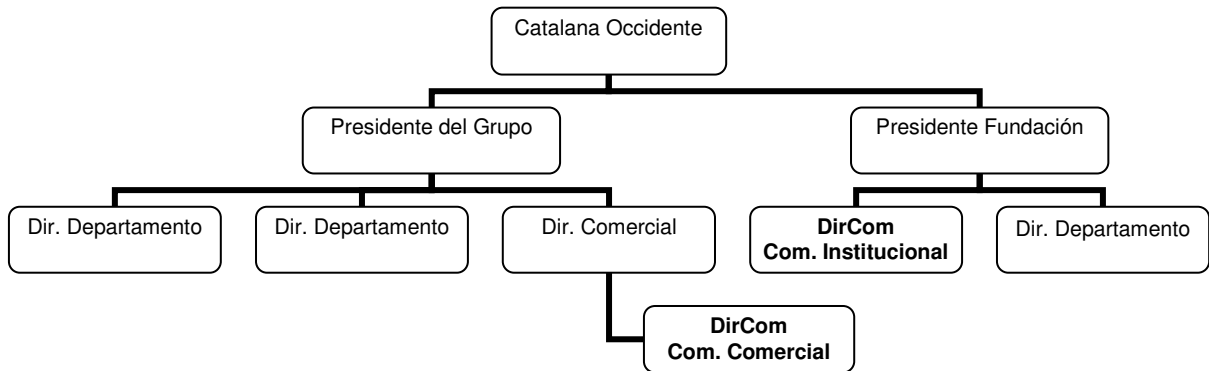 Catalana Occidente
Presidente del Grupo
Presidente Fundación
Dir. Departamento
Dir. Departamento
Dir. Comercial
DirCom
Com. Institucional
Dir. Departamento
DirCom
Com. Comercial